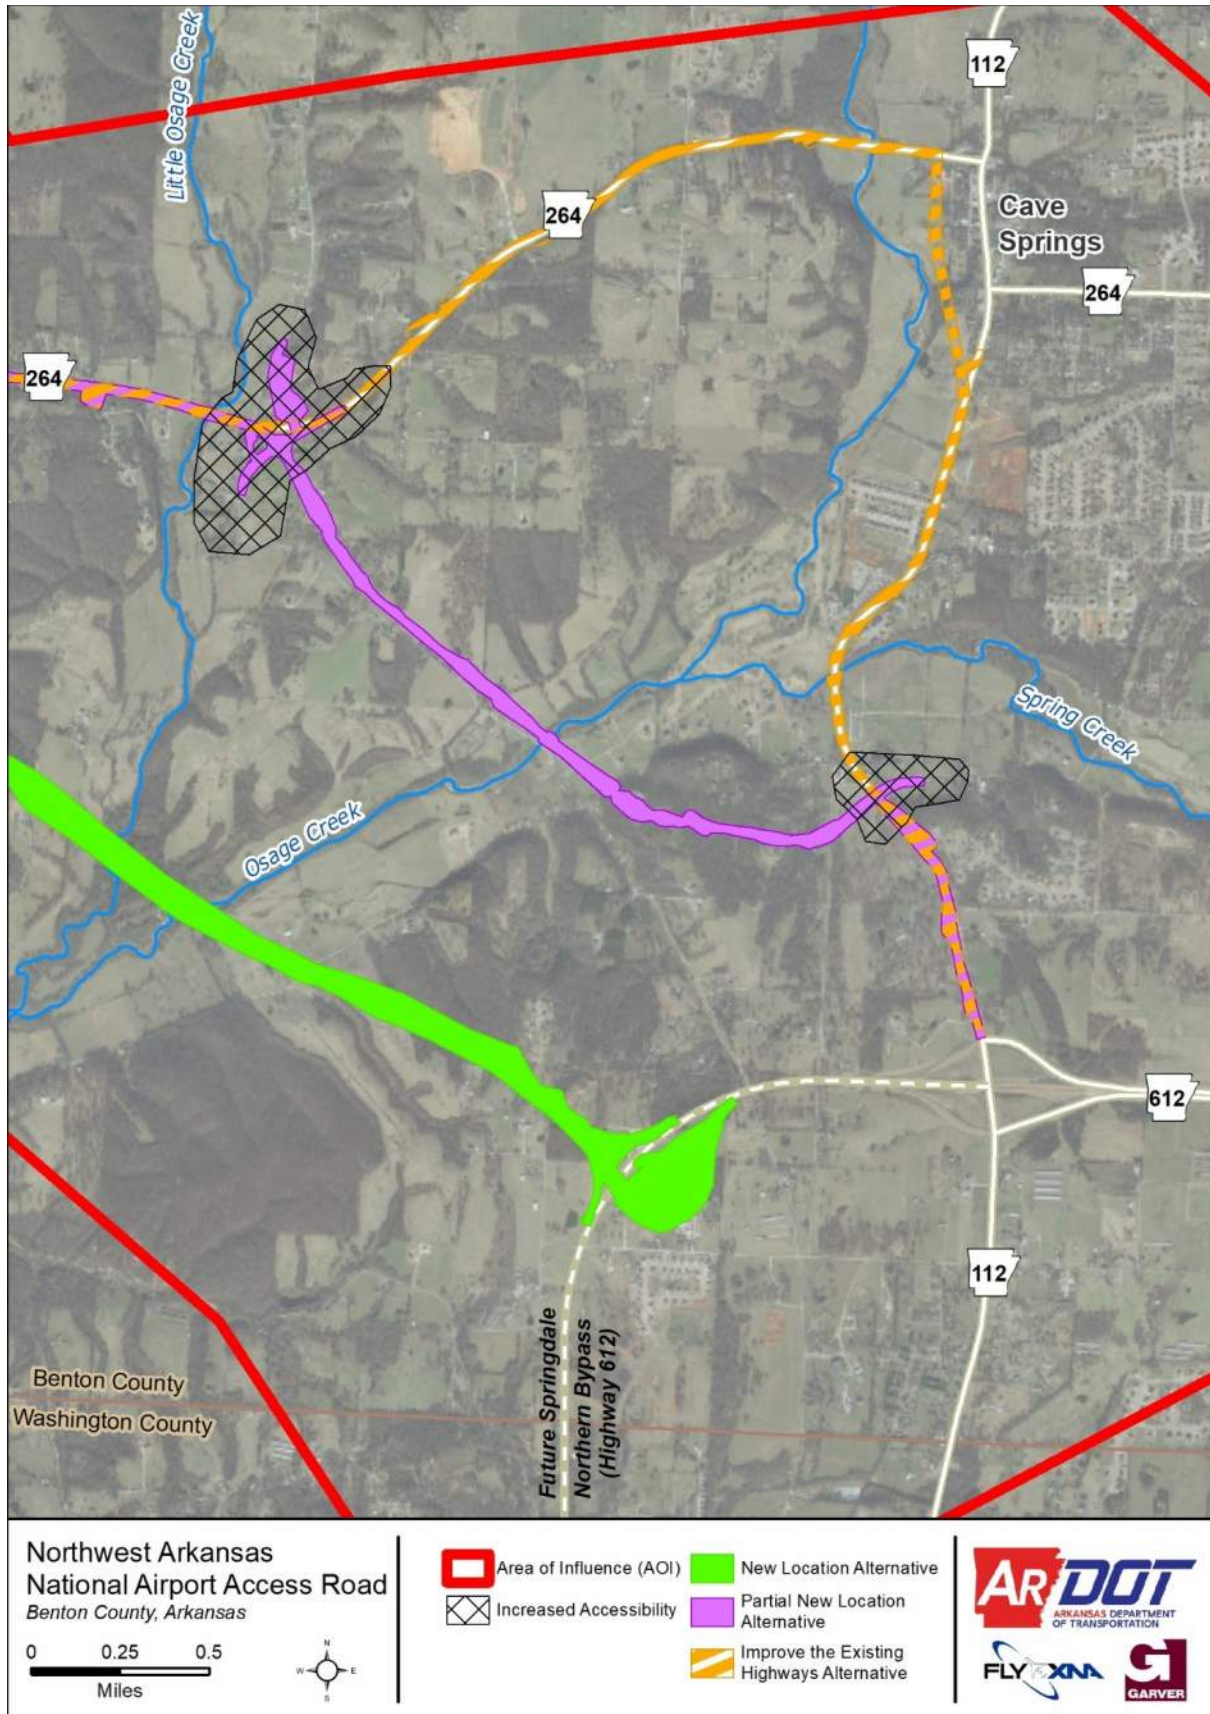 Little Osage Creek
112
264
Cave
Springs
264
264
Spring Creek
Osage Creek
612
112
Future Springdale
Northern Bypass
(Highway 612)
Benton County
Washington County
Northwest Arkansas
National Airport Access Road
Benton County, Arkansas
0 0.25 0.5
Miles
N
W E
S
Area of Influence (AOI)
Increased Accessibility
New Location Alternative
Partial New Location
Alternative
Improve the Existing
Highways Alternative
ARDOT
ARKANSAS DEPARTMENT
OF TRANSPORTATION
FLY XNA
G
GARVER